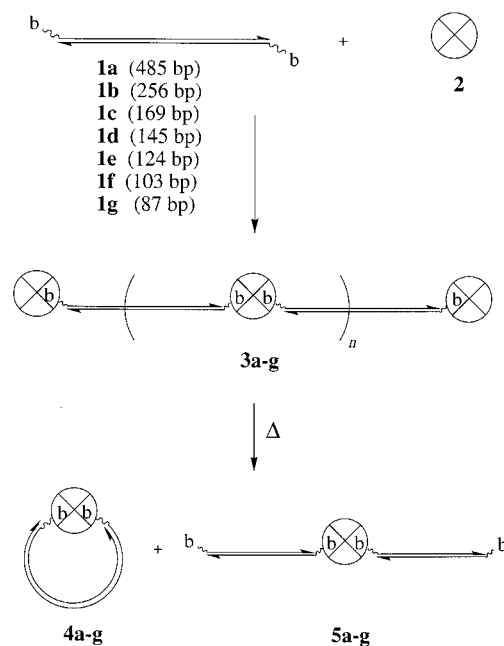 b
b
+
2
1a (485 bp)
1b (256 bp)
1c (169 bp)
1d (145 bp)
1e (124 bp)
1f (103 bp)
1g (87 bp)
b b b b
n
3a-g
Δ
b b
+
b b b b
4a-g 5a-g